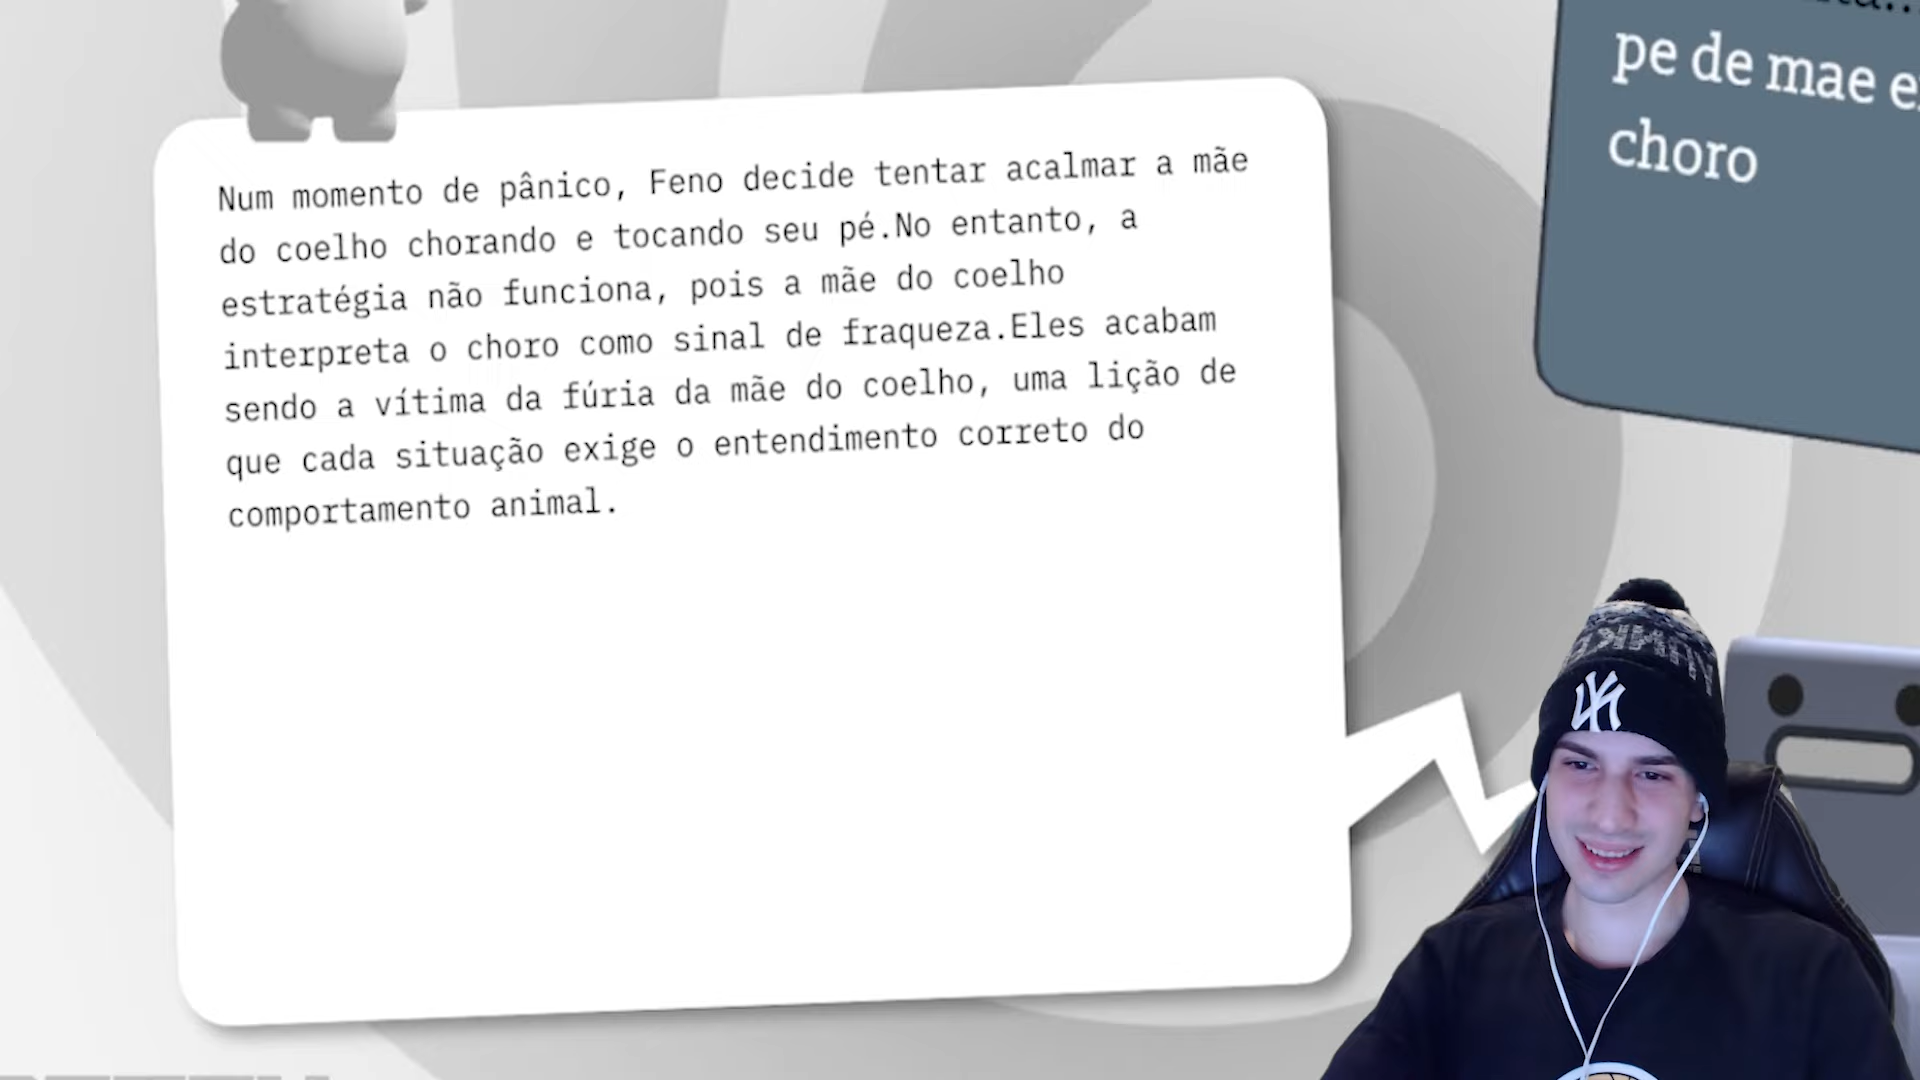 Num momento de pânico, Feno decide tentar acalmar a mãe
do coelho chorando e tocando seu pé.No entanto, a
estratégia não funciona, pois a mãe do coelho
interpreta o choro como sinal de fraqueza.Eles acabam
sendo a vítima da fúria da mãe do coelho, uma lição de
que cada situação exige o entendimento correto do
comportamento animal.
pe de mae e
choro